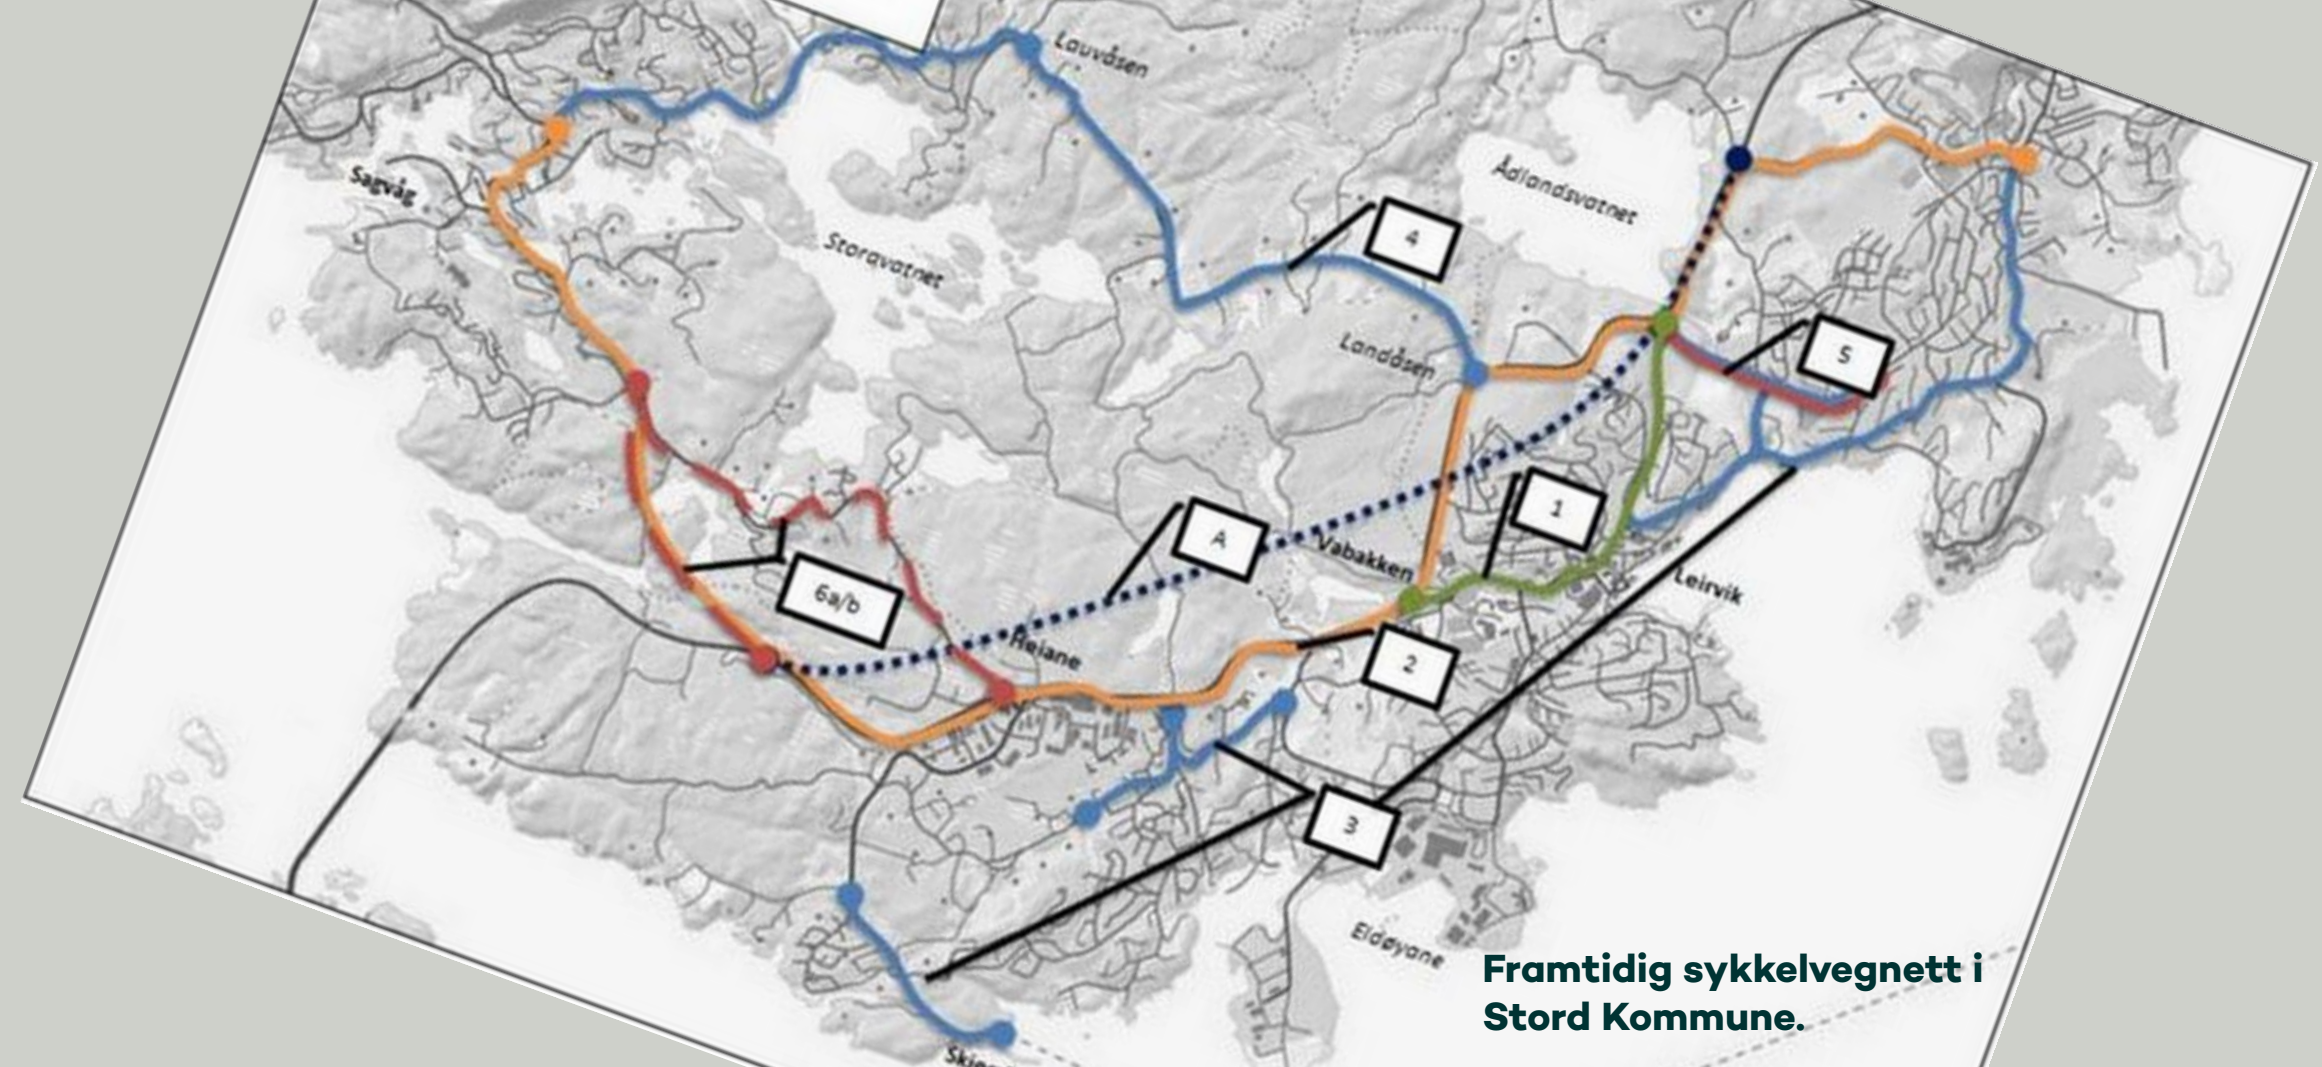 Lauvåsen
Sagvåg
Ådlandsvatnet
4
Storavatnet
Landåsen
5
1
A
Vabakken
6a/b
Leirvik
Heiane
2
3
Eldøyane
Framtidig sykkelvegnett i
Stord Kommune.